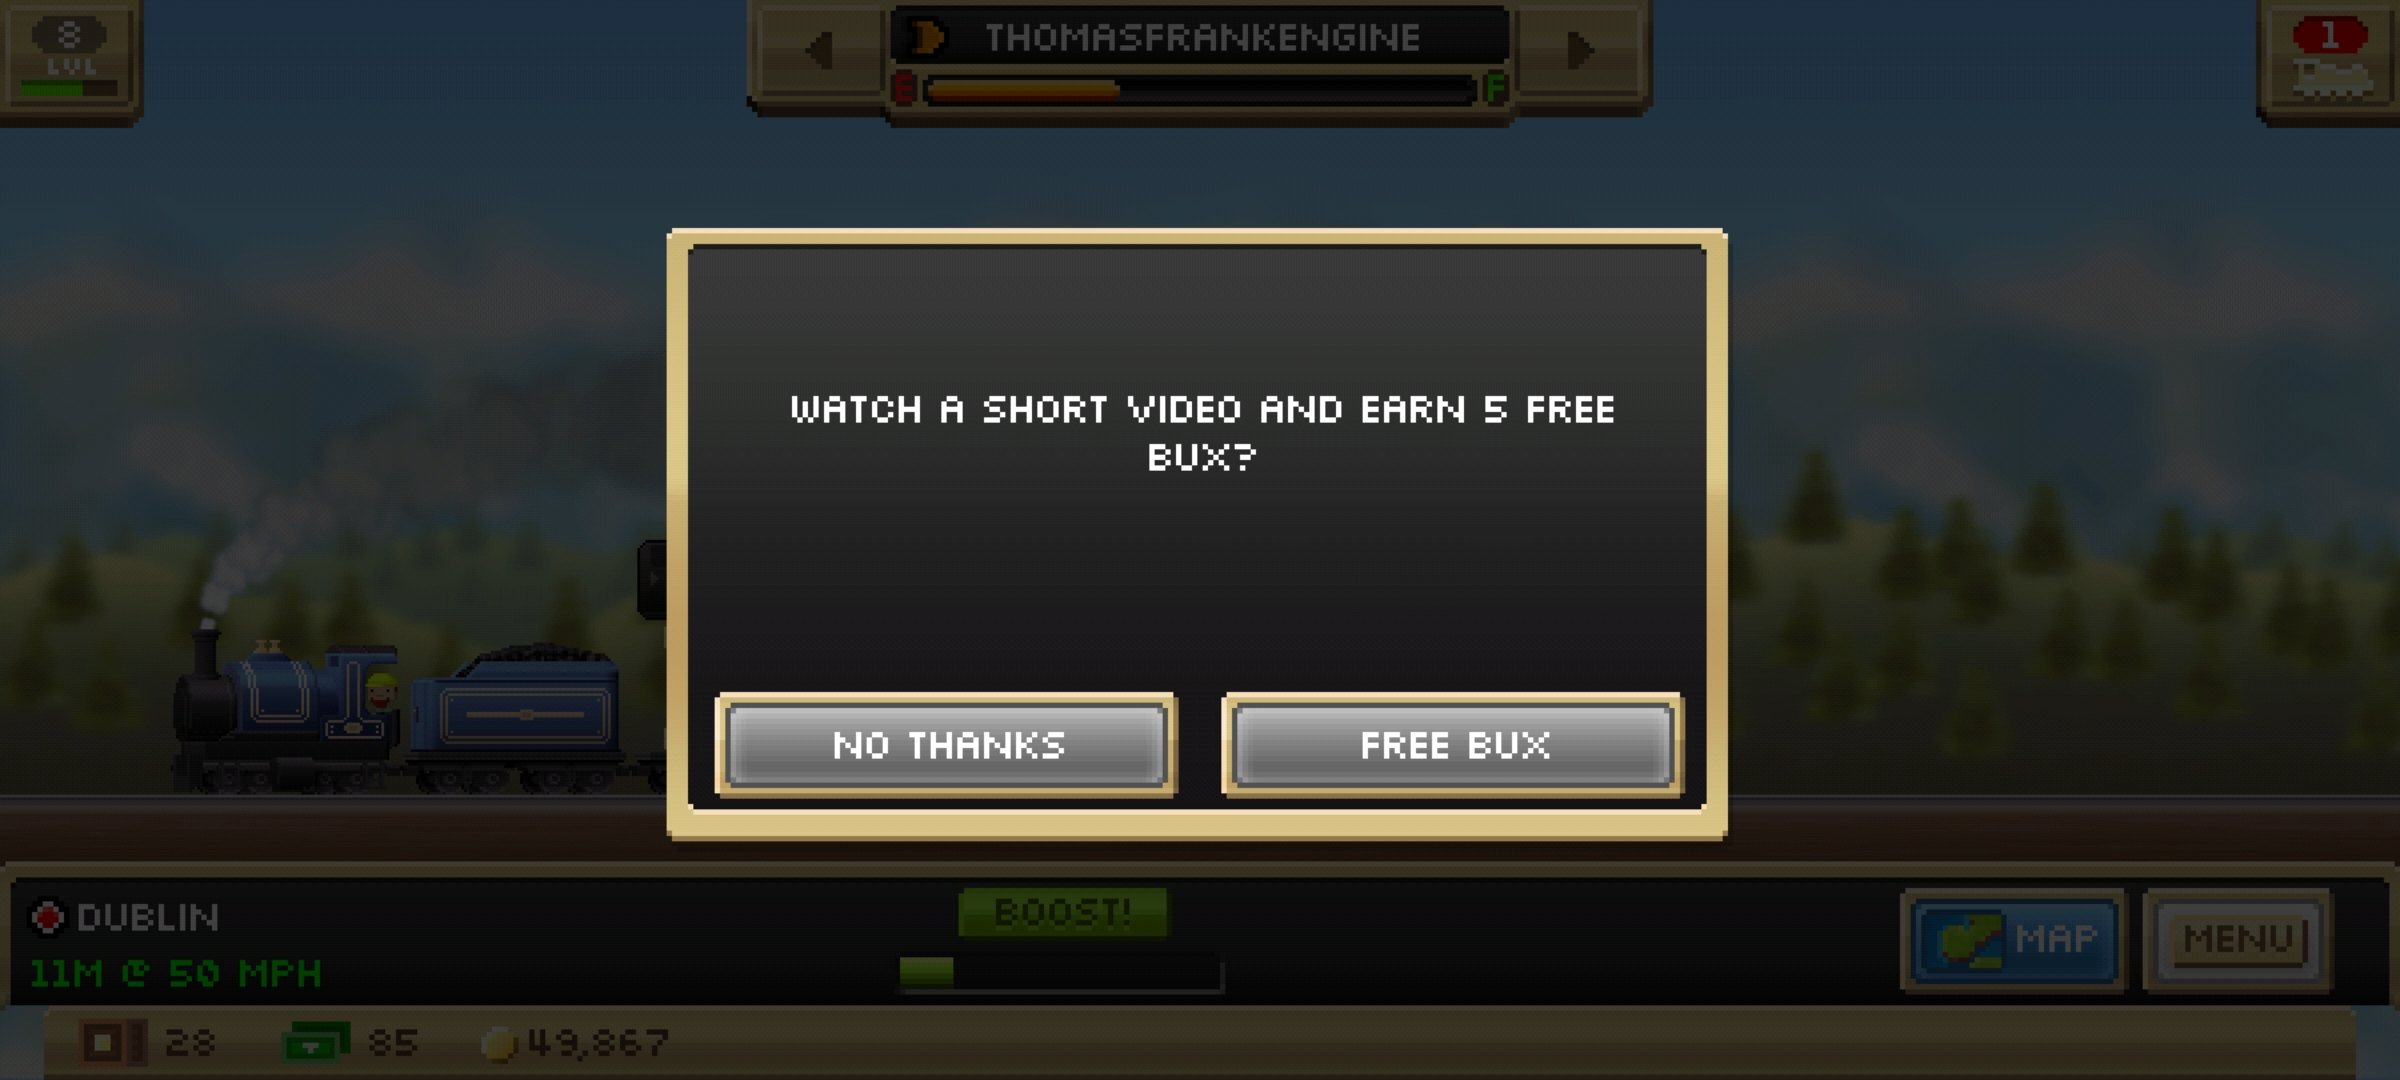 8
LVL
THOMASFRANKENGINE
E F
1
WATCH A SHORT VIDEO AND EARN 5 FREE
BUX?
NO THANKS
FREE BUX
DUBLIN
11M @ 50 MPH
BOOST!
MAP
MENU
28
85
49,867